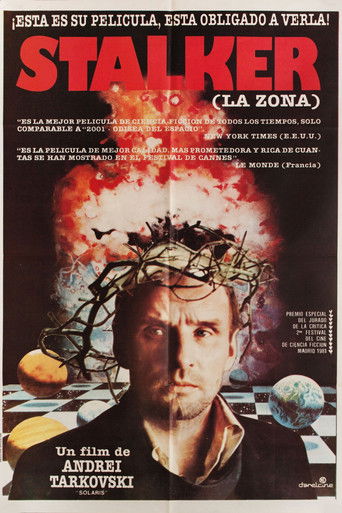 ¡ESTA ES SU PELICULA, ESTA OBLIGADO A VERLA!
STALKER
(LA ZONA)
"ES LA MEJOR PELICULA DE CIENCIA FICCION DE TODOS LOS TIEMPOS, SOLO
COMPARABLE A "2001 - ODISEA DEL ESPACIO".
NEW YORK TIMES (E.E.U.U.)
"ES LA PELICULA DE MEJOR CALIDAD, MAS PROMETEDORA Y RICA DE CUAN-
TAS SE HAN MOSTRADO EN EL FESTIVAL DE CANNES".
LE MONDE (Francia)
PREMIO ESPECIAL
DEL JURADO
DE LA CRITICA
2º FESTIVAL
DEL CINE
DE CIENCIA FICCION
MADRID 1981
Un film de
ANDREI
TARKOVSKI
"SOLARIS"
darelcine